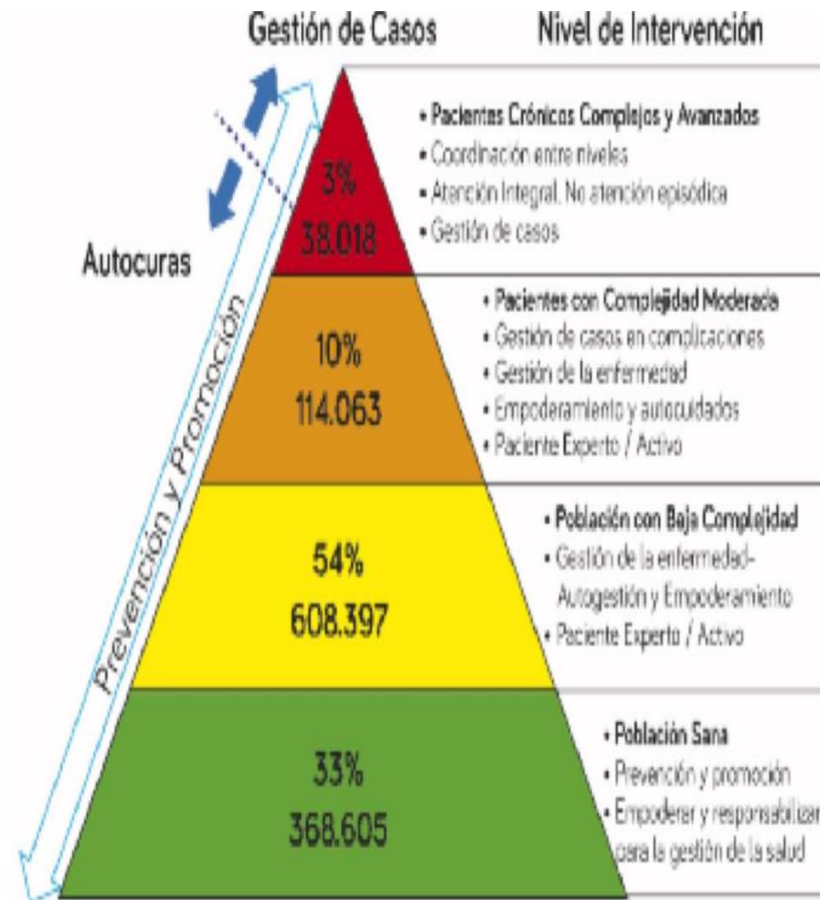 Gestión de Casos
Nivel de Intervención
Autocuras
Prevención y Promoción
3%
38.018
• Pacientes Crónicos Complejos y Avanzados
• Coordinación entre niveles
• Atención Integral. No atención episódica
• Gestión de casos
10%
114.063
• Pacientes con Complejidad Moderada
• Gestión de casos en complicaciones
• Gestión de la enfermedad
• Empoderamiento y autocuidados
• Paciente Experto / Activo
54%
608.397
• Población con Baja Complejidad
• Gestión de la enfermedad-
Autogestión y Empoderamiento
• Paciente Experto / Activo
33%
368.605
• Población Sana
• Prevención y promoción
• Empoderar y responsabilizar
para la gestión de la salud